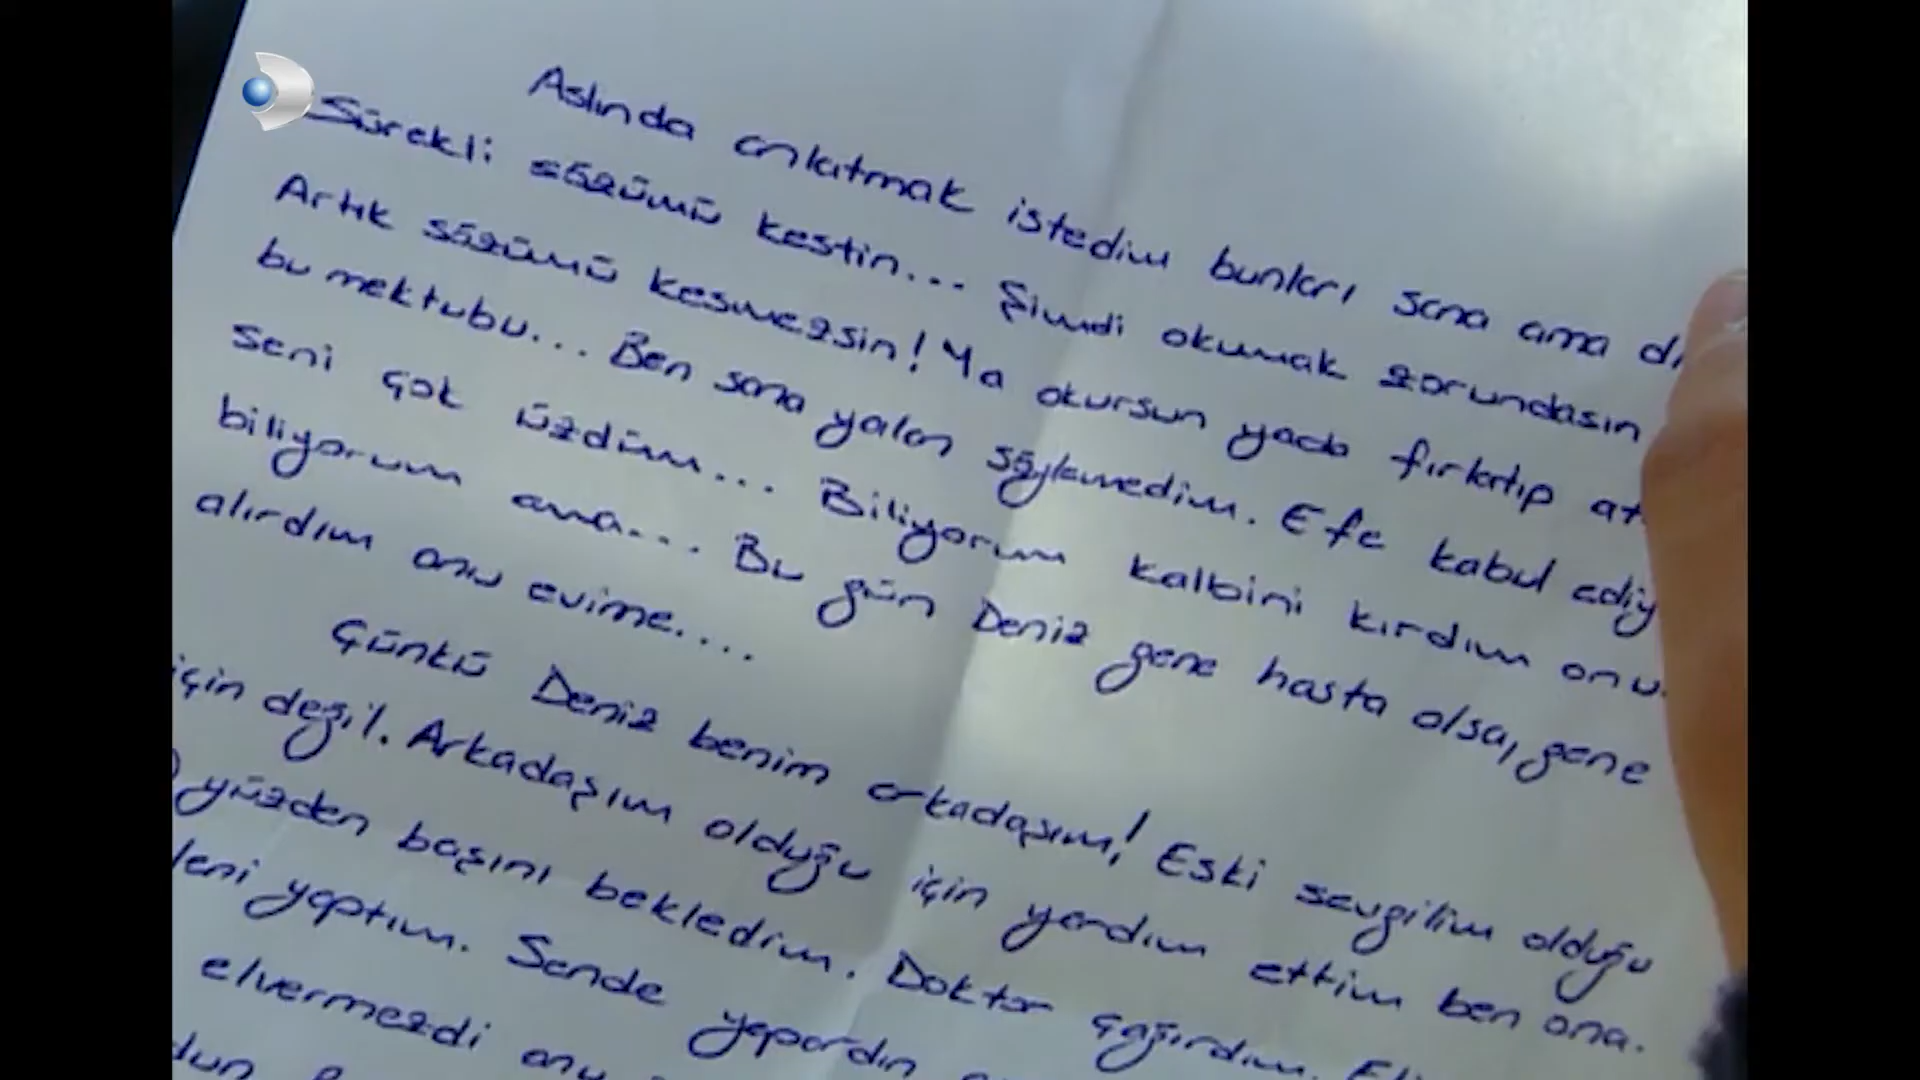 Aslında anlatmak istedim bunları sana ama
Sürekli sözümü kestin... Şimdi okumak zorundasın
Artık sözümü kesmezsin! Ya okursun yada fırlatıp
bu mektubu... Ben sana yalan söylemedim. Efe kabul
Seni çok üzdüm... Biliyorum kalbini kırdım onu
biliyorum ama... Bu gün Deniz gene hasta olsa, gene
alırdım onu evime....
Çünkü Deniz benim arkadaşım! Eski sevgilim olduğu
için değil. Arkadaşım olduğu için yardım ettim ben ona.
yüzden başını bekledim. Doktor çağırdım.
yaptım. Sende yapardın
elvermezdi onu